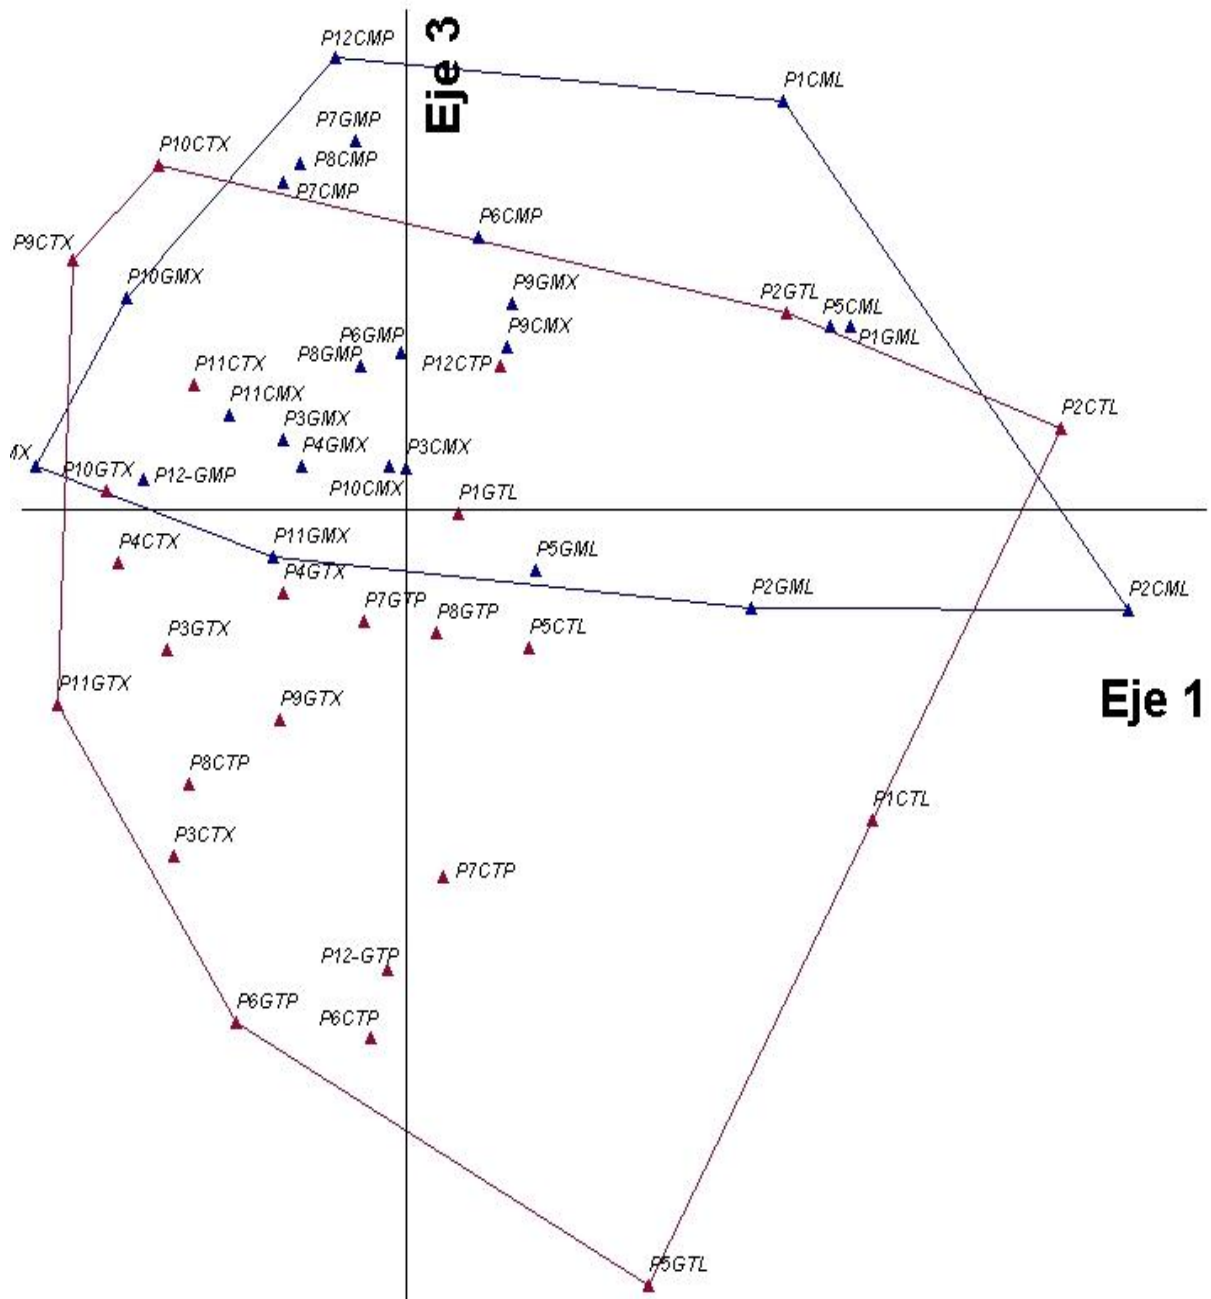 P12CMP
Eje 3
P1CML
P7GMP
P10CTX
P8CMP
P7CMP
P6CMP
P9CTX
P10GMX
P9GMX
P2GTL
P5CML
P6GMP
P9CMX
P1GML
P8GMP
P12CTP
P11CTX
P11CMX
P3GMX
P2CTL
P4GMX
P3CMX
MX
P10GTX
P12-GMP
P10CMX
P1GTL
P4CTX
P11GMX
P5GML
P4GTX
P2GML
P2CML
P7GTP
P8GTP
P5CTL
P3GTX
P11GTX
P9GTX
Eje 1
P8CTP
P1CTL
P3CTX
P7CTP
P12-GTP
P6GTP
P6CTP
P5GTL